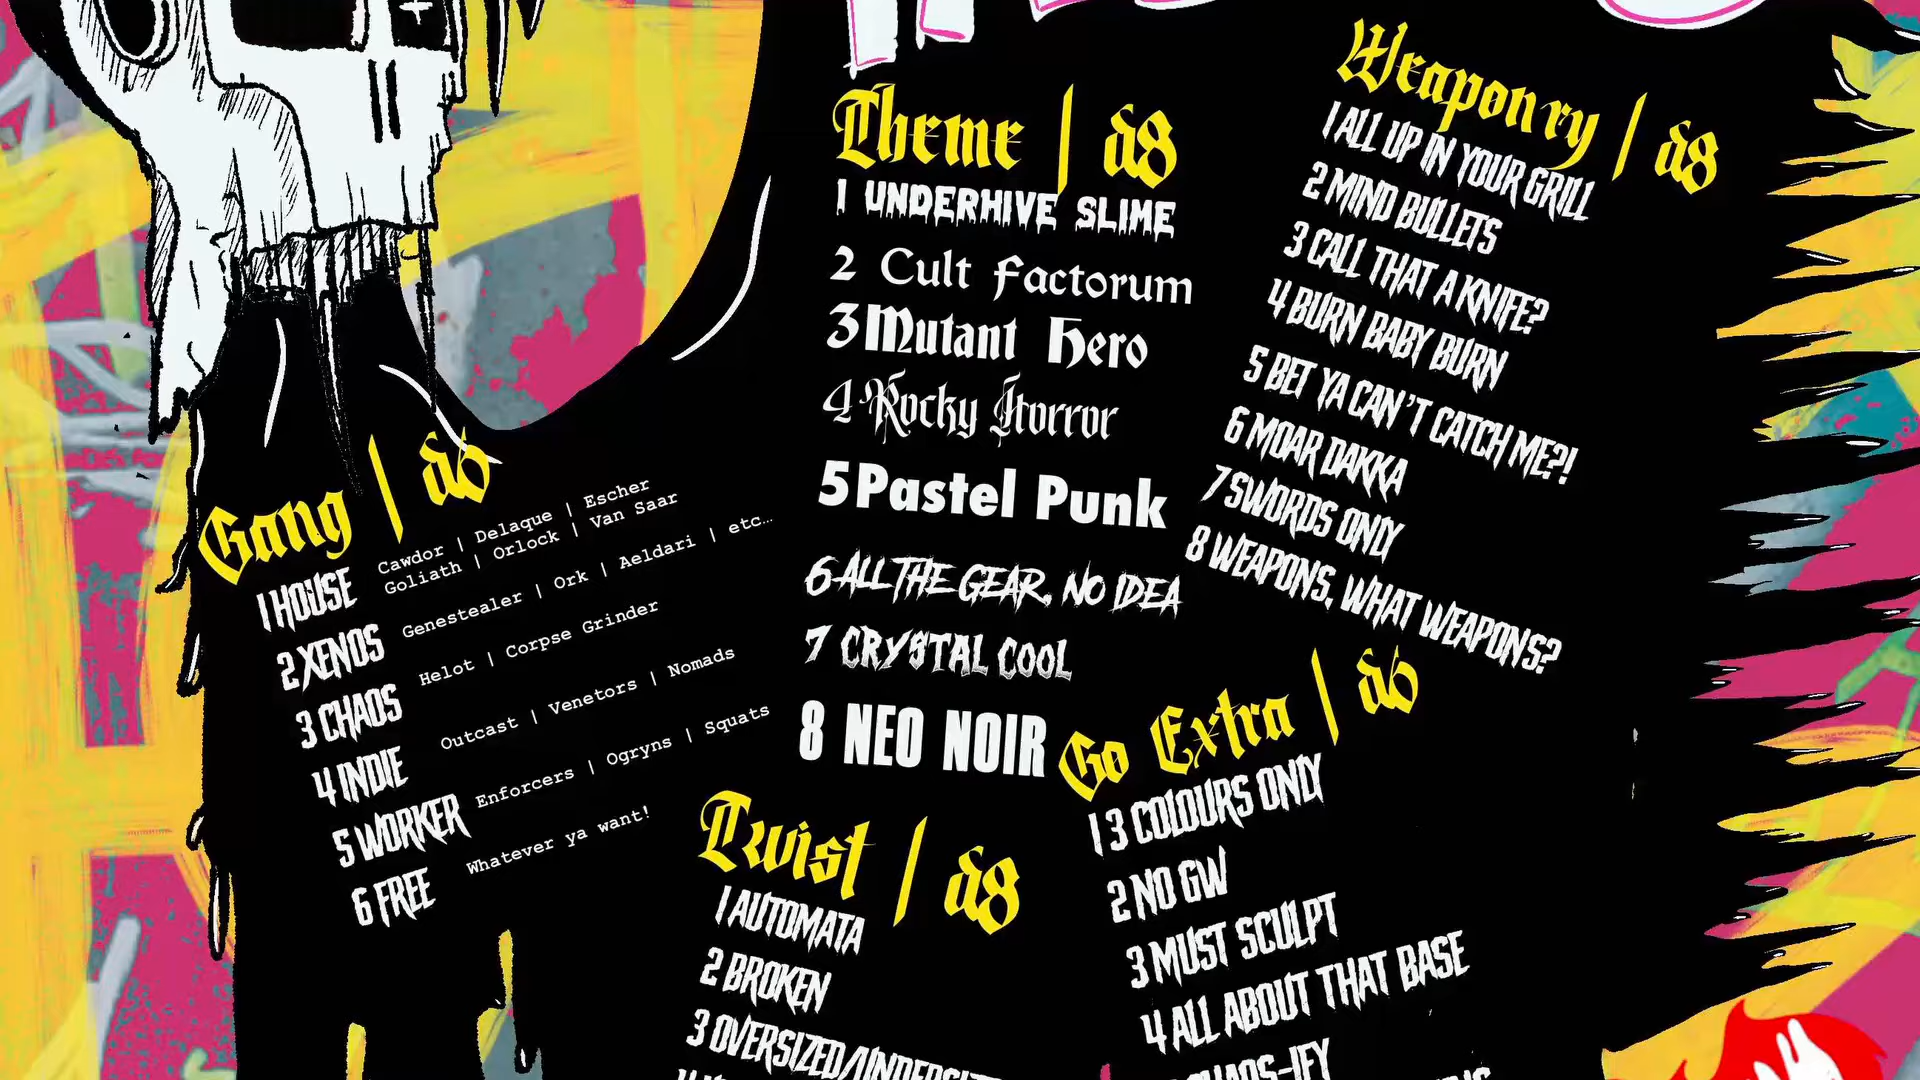 Gang | d6
1 HOUSE
Cawdor | Delaque | Escher
Goliath | Orlock | Van Saar
2 XENOS
Genestealer | Ork | Aeldari | etc...
3 CHAOS
Helot | Corpse Grinder
4 INDIE
Outcast | Venetors | Nomads
5 WORKER
Enforcers | Ogryns | Squats
6 FREE
Whatever ya want!
Theme | d8
1 UNDERHIVE SLIME
2 Cult Factorum
3 Mutant Hero
4 Rocky Horror
5 Pastel Punk
6 ALL THE GEAR, NO IDEA
7 CRYSTAL COOL
8 NEO NOIR
Weaponry | d8
1 ALL UP IN YOUR GRILL
2 MIND BULLETS
3 CALL THAT A KNIFE?
4 BURN BABY BURN
5 BET YA CAN'T CATCH ME?!
6 MOAR DAKKA
7 SWORDS ONLY
8 WEAPONS, WHAT WEAPONS?
Twist | d8
1 AUTOMATA
2 BROKEN
3 OVERSIZED/UNDERSIZ
Go Extra | d6
1 3 COLOURS ONLY
2 NO GW
3 MUST SCULPT
4 ALL ABOUT THAT BASE
CHAOS-IFY